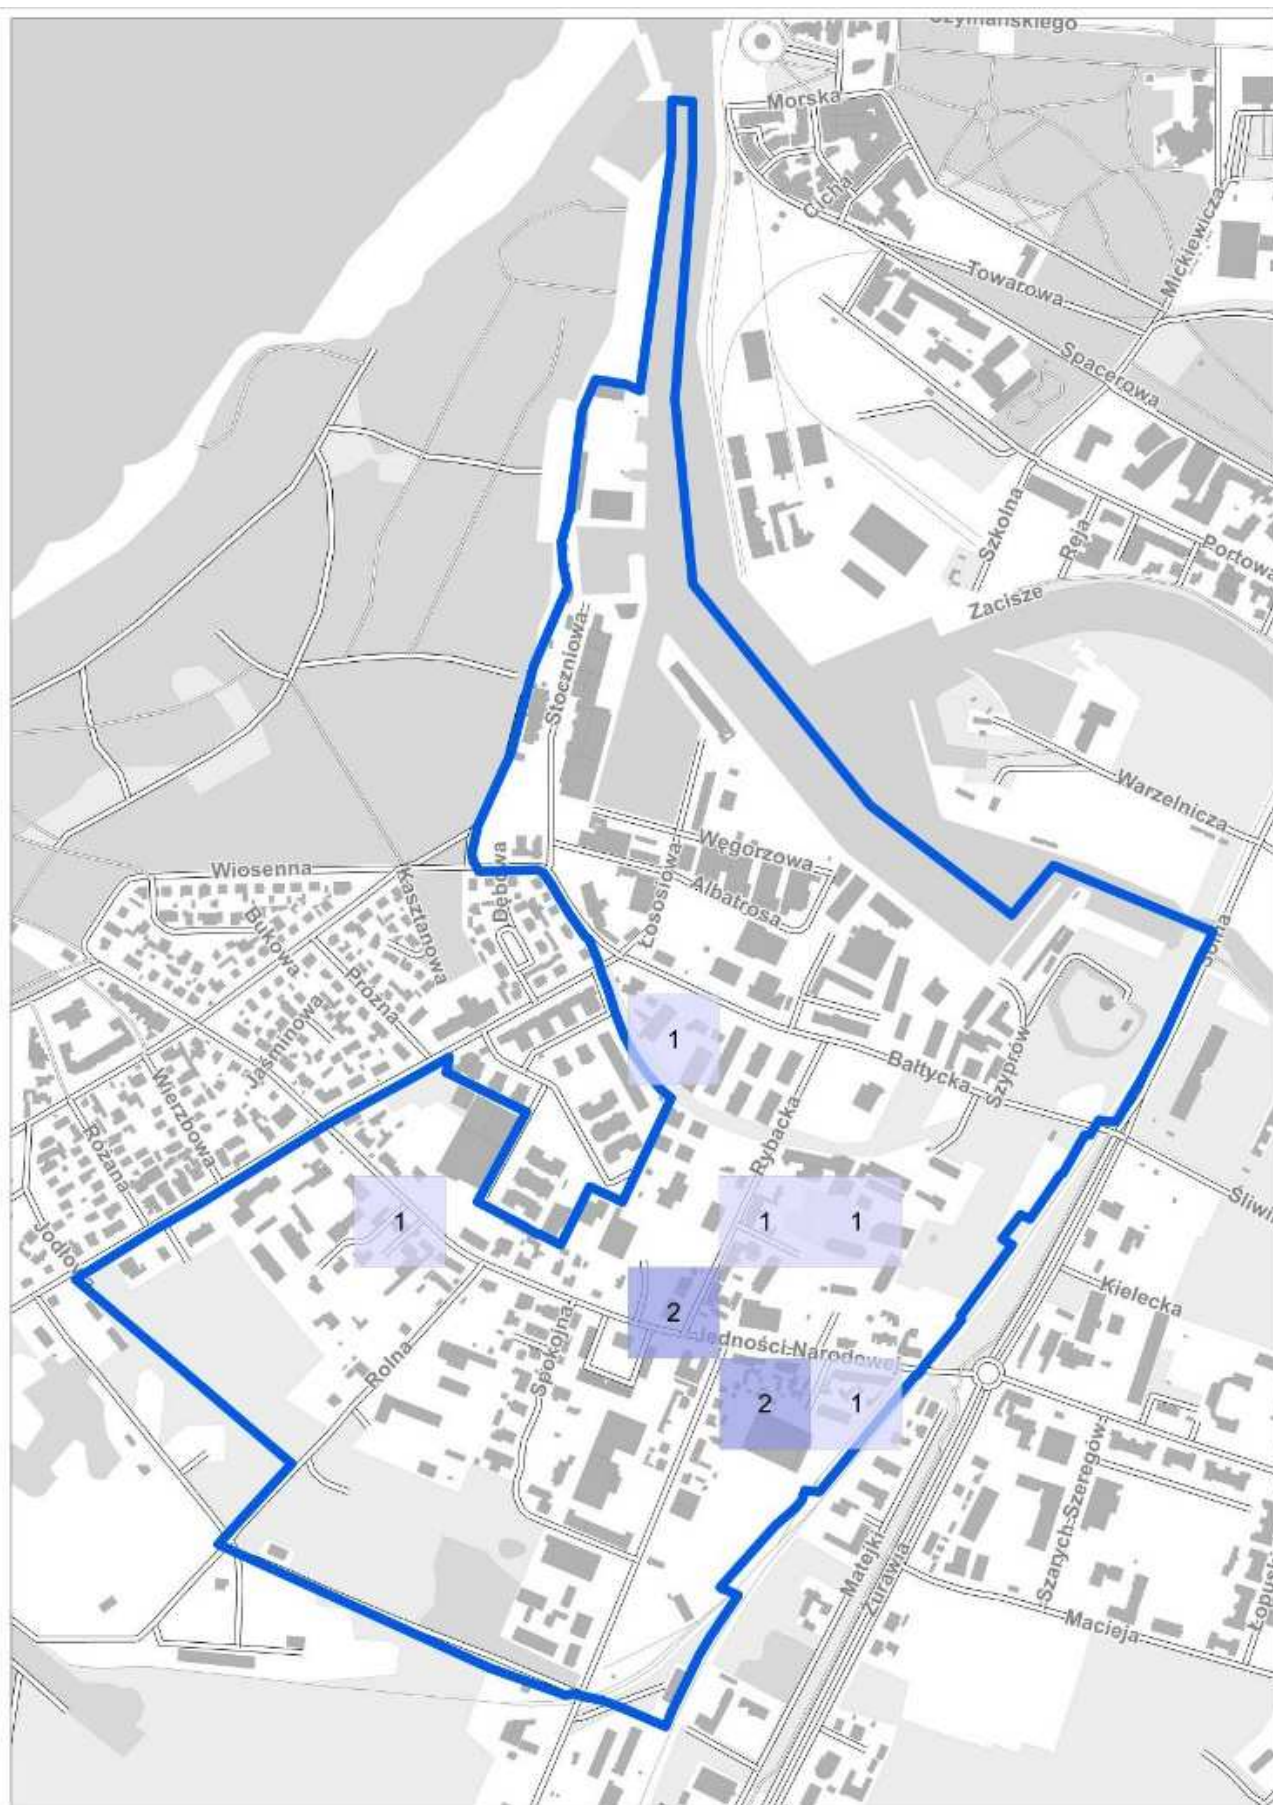 Szymańskiego
Morska
Cicha
Mickiewicza
Towarowa
Spacerowa
Szkolna
Reja
Portowa
Zacisze
Stoczniowa
Warzelnicza
Węgorzowa
Albatrosa
Łososiowa
Wiosenna
Dębowa
Kasztanowa
Bukowa
Próżna
Jaśminowa
Wierzbowa
Różana
1
Bałtycka
Szyprów
Rybacka
1
1
1
Kielecka
2
Jedności Narodowej
Rolna
Spokojna
2
1
Szarych Szeregów
Matejki
Żurawia
Macieja